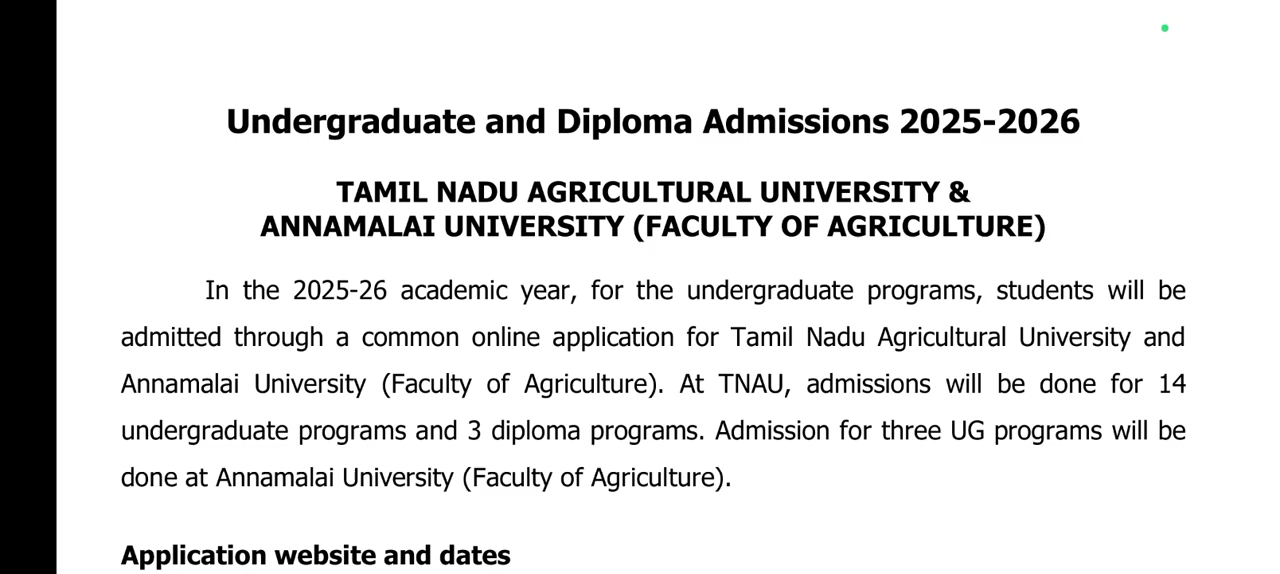 Undergraduate and Diploma Admissions 2025-2026
TAMIL NADU AGRICULTURAL UNIVERSITY &
ANNAMALAI UNIVERSITY (FACULTY OF AGRICULTURE)
In the 2025-26 academic year, for the undergraduate programs, students will be
admitted through a common online application for Tamil Nadu Agricultural University and
Annamalai University (Faculty of Agriculture). At TNAU, admissions will be done for 14
undergraduate programs and 3 diploma programs. Admission for three UG programs will be
done at Annamalai University (Faculty of Agriculture).
Application website and dates